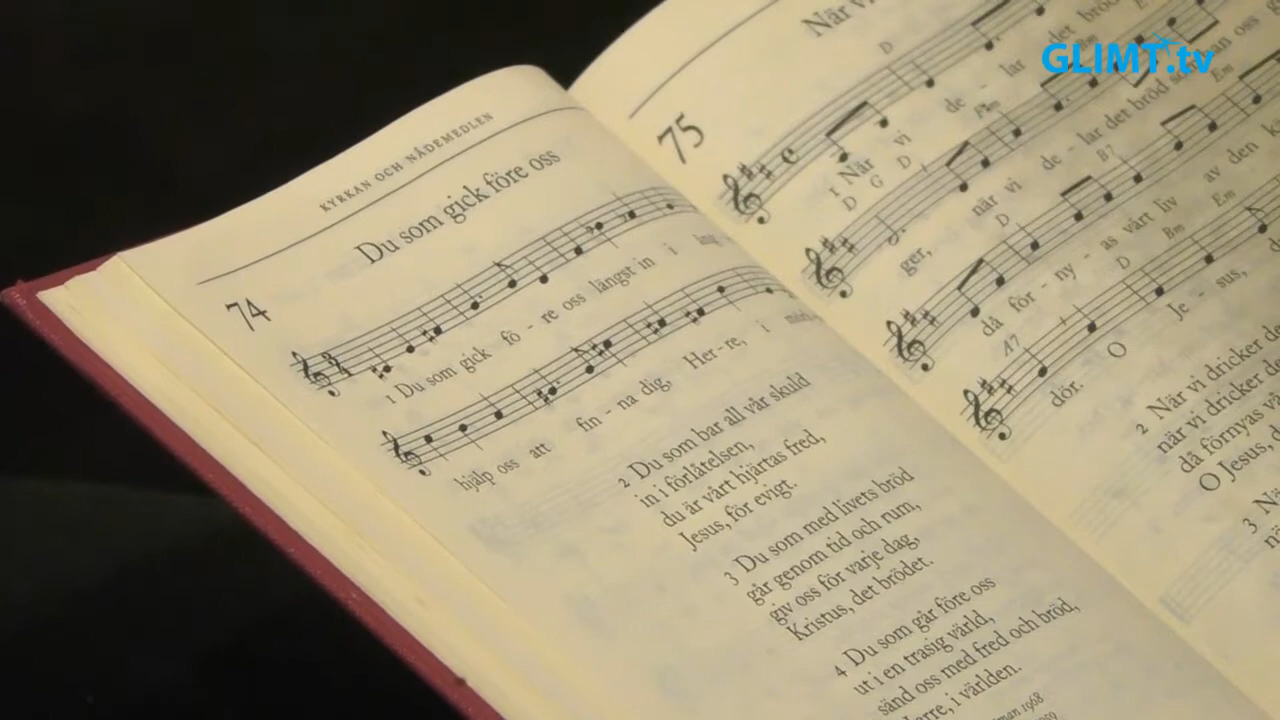 GLIMT.tv
KYRKAN OCH NÅDEMEDLEN
Du som gick före oss
74
1 Du som gick fö - re oss längst in i
hjälp oss att fin - na dig, Her - re, i
2 Du som bar all vår skuld
in i förlåtelsen,
du är vårt hjärtas fred,
Jesus, för evigt.
3 Du som med livets bröd
går genom tid och rum,
giv oss för varje dag,
Kristus, det brödet.
4 Du som går före oss
ut i en trasig värld,
sänd oss med fred och bröd,
i världen.
1968
När
75
D
1 När vi de - lar det
D G D Em
ger, när vi de - lar det bröd som
D B7 Em
då för - ny - as vårt liv av den
A7 D Bm
dör. O Je - sus,
2 När vi dricker
när vi dricker
då förnyas
O Jesus,
3